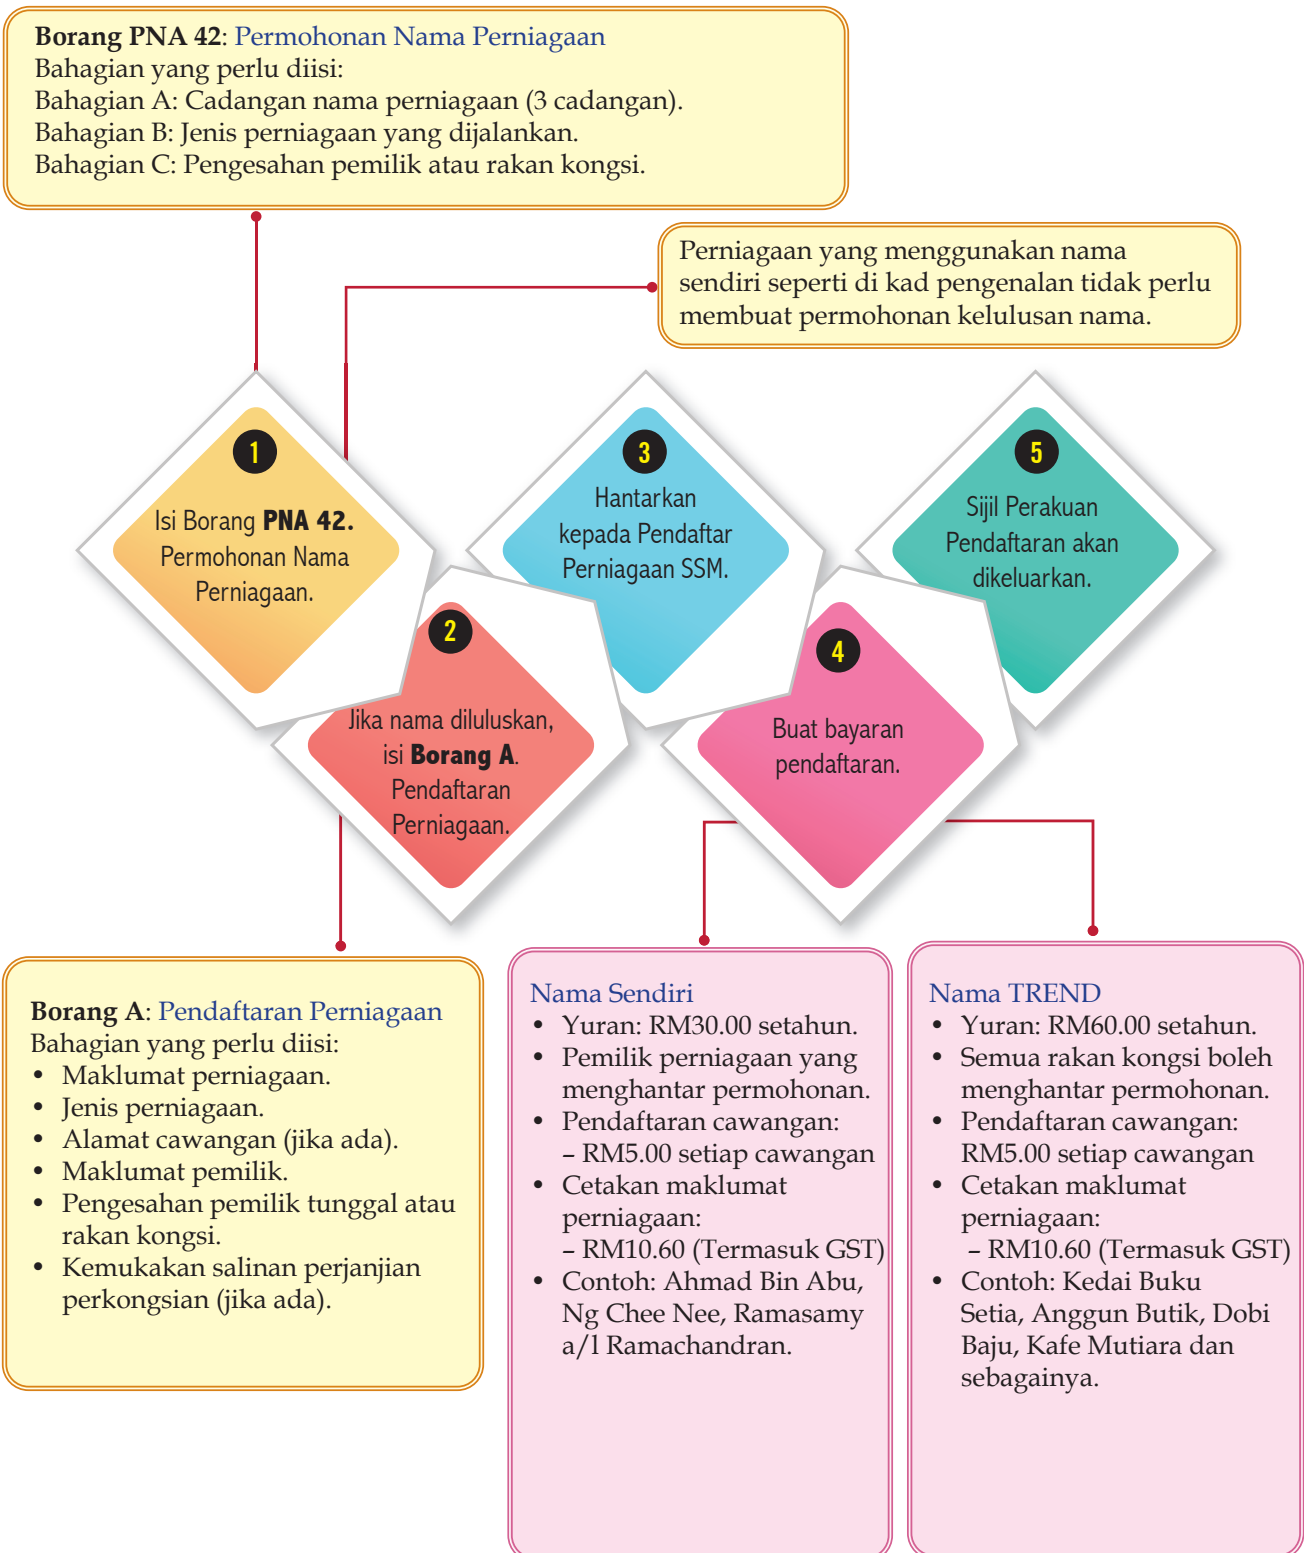 Borang PNA 42: Permohonan Nama Perniagaan
Bahagian yang perlu diisi:
Bahagian A: Cadangan nama perniagaan (3 cadangan).
Bahagian B: Jenis perniagaan yang dijalankan.
Bahagian C: Pengesahan pemilik atau rakan kongsi.
Perniagaan yang menggunakan nama
sendiri seperti di kad pengenalan tidak perlu
membuat permohonan kelulusan nama.
1
Isi Borang PNA 42.
Permohonan Nama
Perniagaan.
2
Jika nama diluluskan,
isi Borang A.
Pendaftaran
Perniagaan.
3
Hantarkan
kepada Pendaftar
Perniagaan SSM.
4
Buat bayaran
pendaftaran.
5
Sijil Perakuan
Pendaftaran akan
dikeluarkan.
Borang A: Pendaftaran Perniagaan
Bahagian yang perlu diisi:
• Maklumat perniagaan.
• Jenis perniagaan.
• Alamat cawangan (jika ada).
• Maklumat pemilik.
• Pengesahan pemilik tunggal atau
rakan kongsi.
• Kemukakan salinan perjanjian
perkongsian (jika ada).
Nama Sendiri
• Yuran: RM30.00 setahun.
• Pemilik perniagaan yang
menghantar permohonan.
• Pendaftaran cawangan:
– RM5.00 setiap cawangan
• Cetakan maklumat
perniagaan:
– RM10.60 (Termasuk GST)
• Contoh: Ahmad Bin Abu,
Ng Chee Nee, Ramasamy
a/l Ramachandran.
Nama TREND
• Yuran: RM60.00 setahun.
• Semua rakan kongsi boleh
menghantar permohonan.
• Pendaftaran cawangan:
RM5.00 setiap cawangan
• Cetakan maklumat
perniagaan:
– RM10.60 (Termasuk GST)
• Contoh: Kedai Buku
Setia, Anggun Butik, Dobi
Baju, Kafe Mutiara dan
sebagainya.